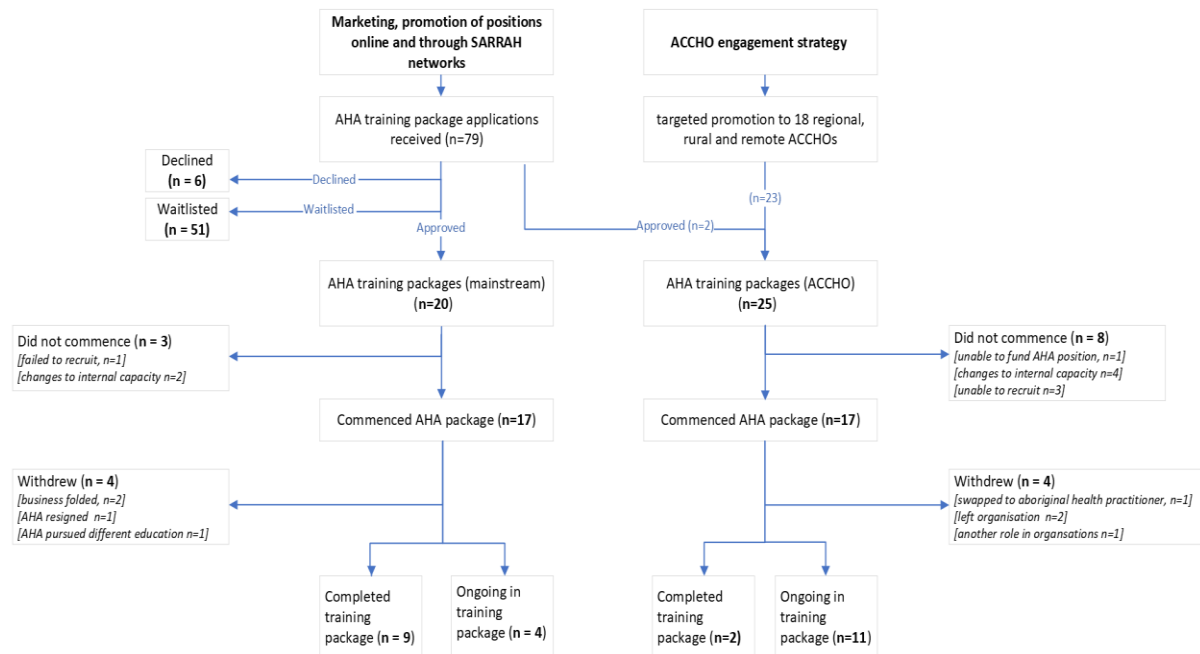 Marketing, promotion of positions
online and through SARRAH
networks
ACCHO engagement strategy
AHA training package applications
received (n=79)
targeted promotion to 18 regional,
rural and remote ACCHOs
Declined
(n = 6)
Declined
Waitlisted
(n = 51)
Waitlisted
Approved
Approved (n=2)
(n=23)
AHA training packages (mainstream)
(n=20)
AHA training packages (ACCHO)
(n=25)
Did not commence (n = 3)
[failed to recruit, n=1]
[changes to internal capacity n=2]
Did not commence (n = 8)
[unable to fund AHA position, n=1]
[changes to internal capacity n=4]
[unable to recruit n=3]
Commenced AHA package (n=17)
Commenced AHA package (n=17)
Withdrew (n = 4)
[business folded, n=2]
[AHA resigned  n=1]
[AHA pursued different education n=1]
Withdrew (n = 4)
[swapped to aboriginal health practitioner, n=1]
[left organisation  n=2]
[another role in organsations n=1]
Completed
training
package (n = 9)
Ongoing in
training
package (n = 4)
Completed
training
package (n=2)
Ongoing in
training
package (n=11)